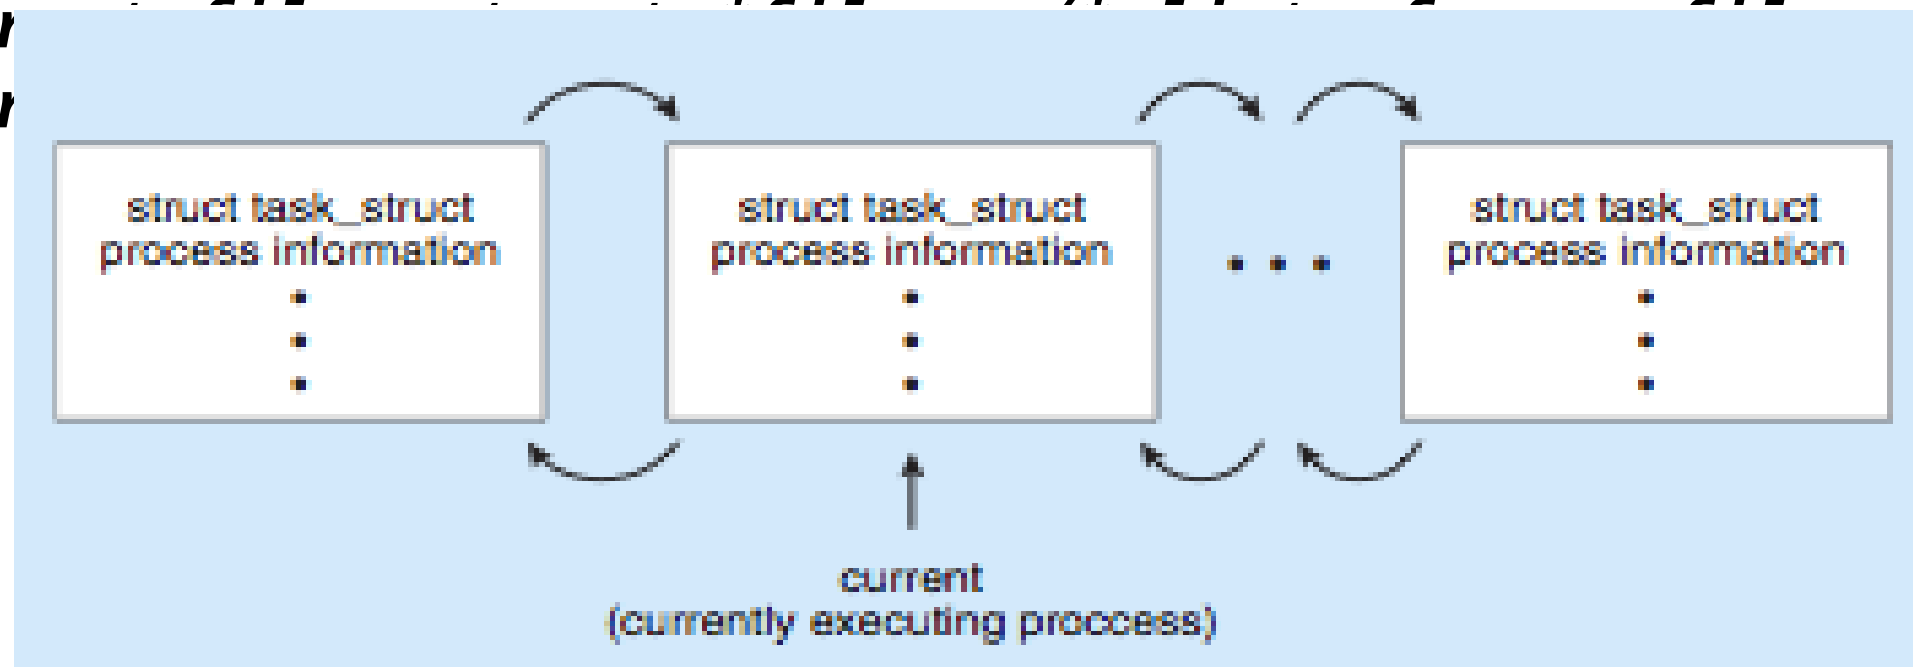 struct task_struct
process information
struct task_struct
process information
struct task_struct
process information
current
(currently executing proccess)